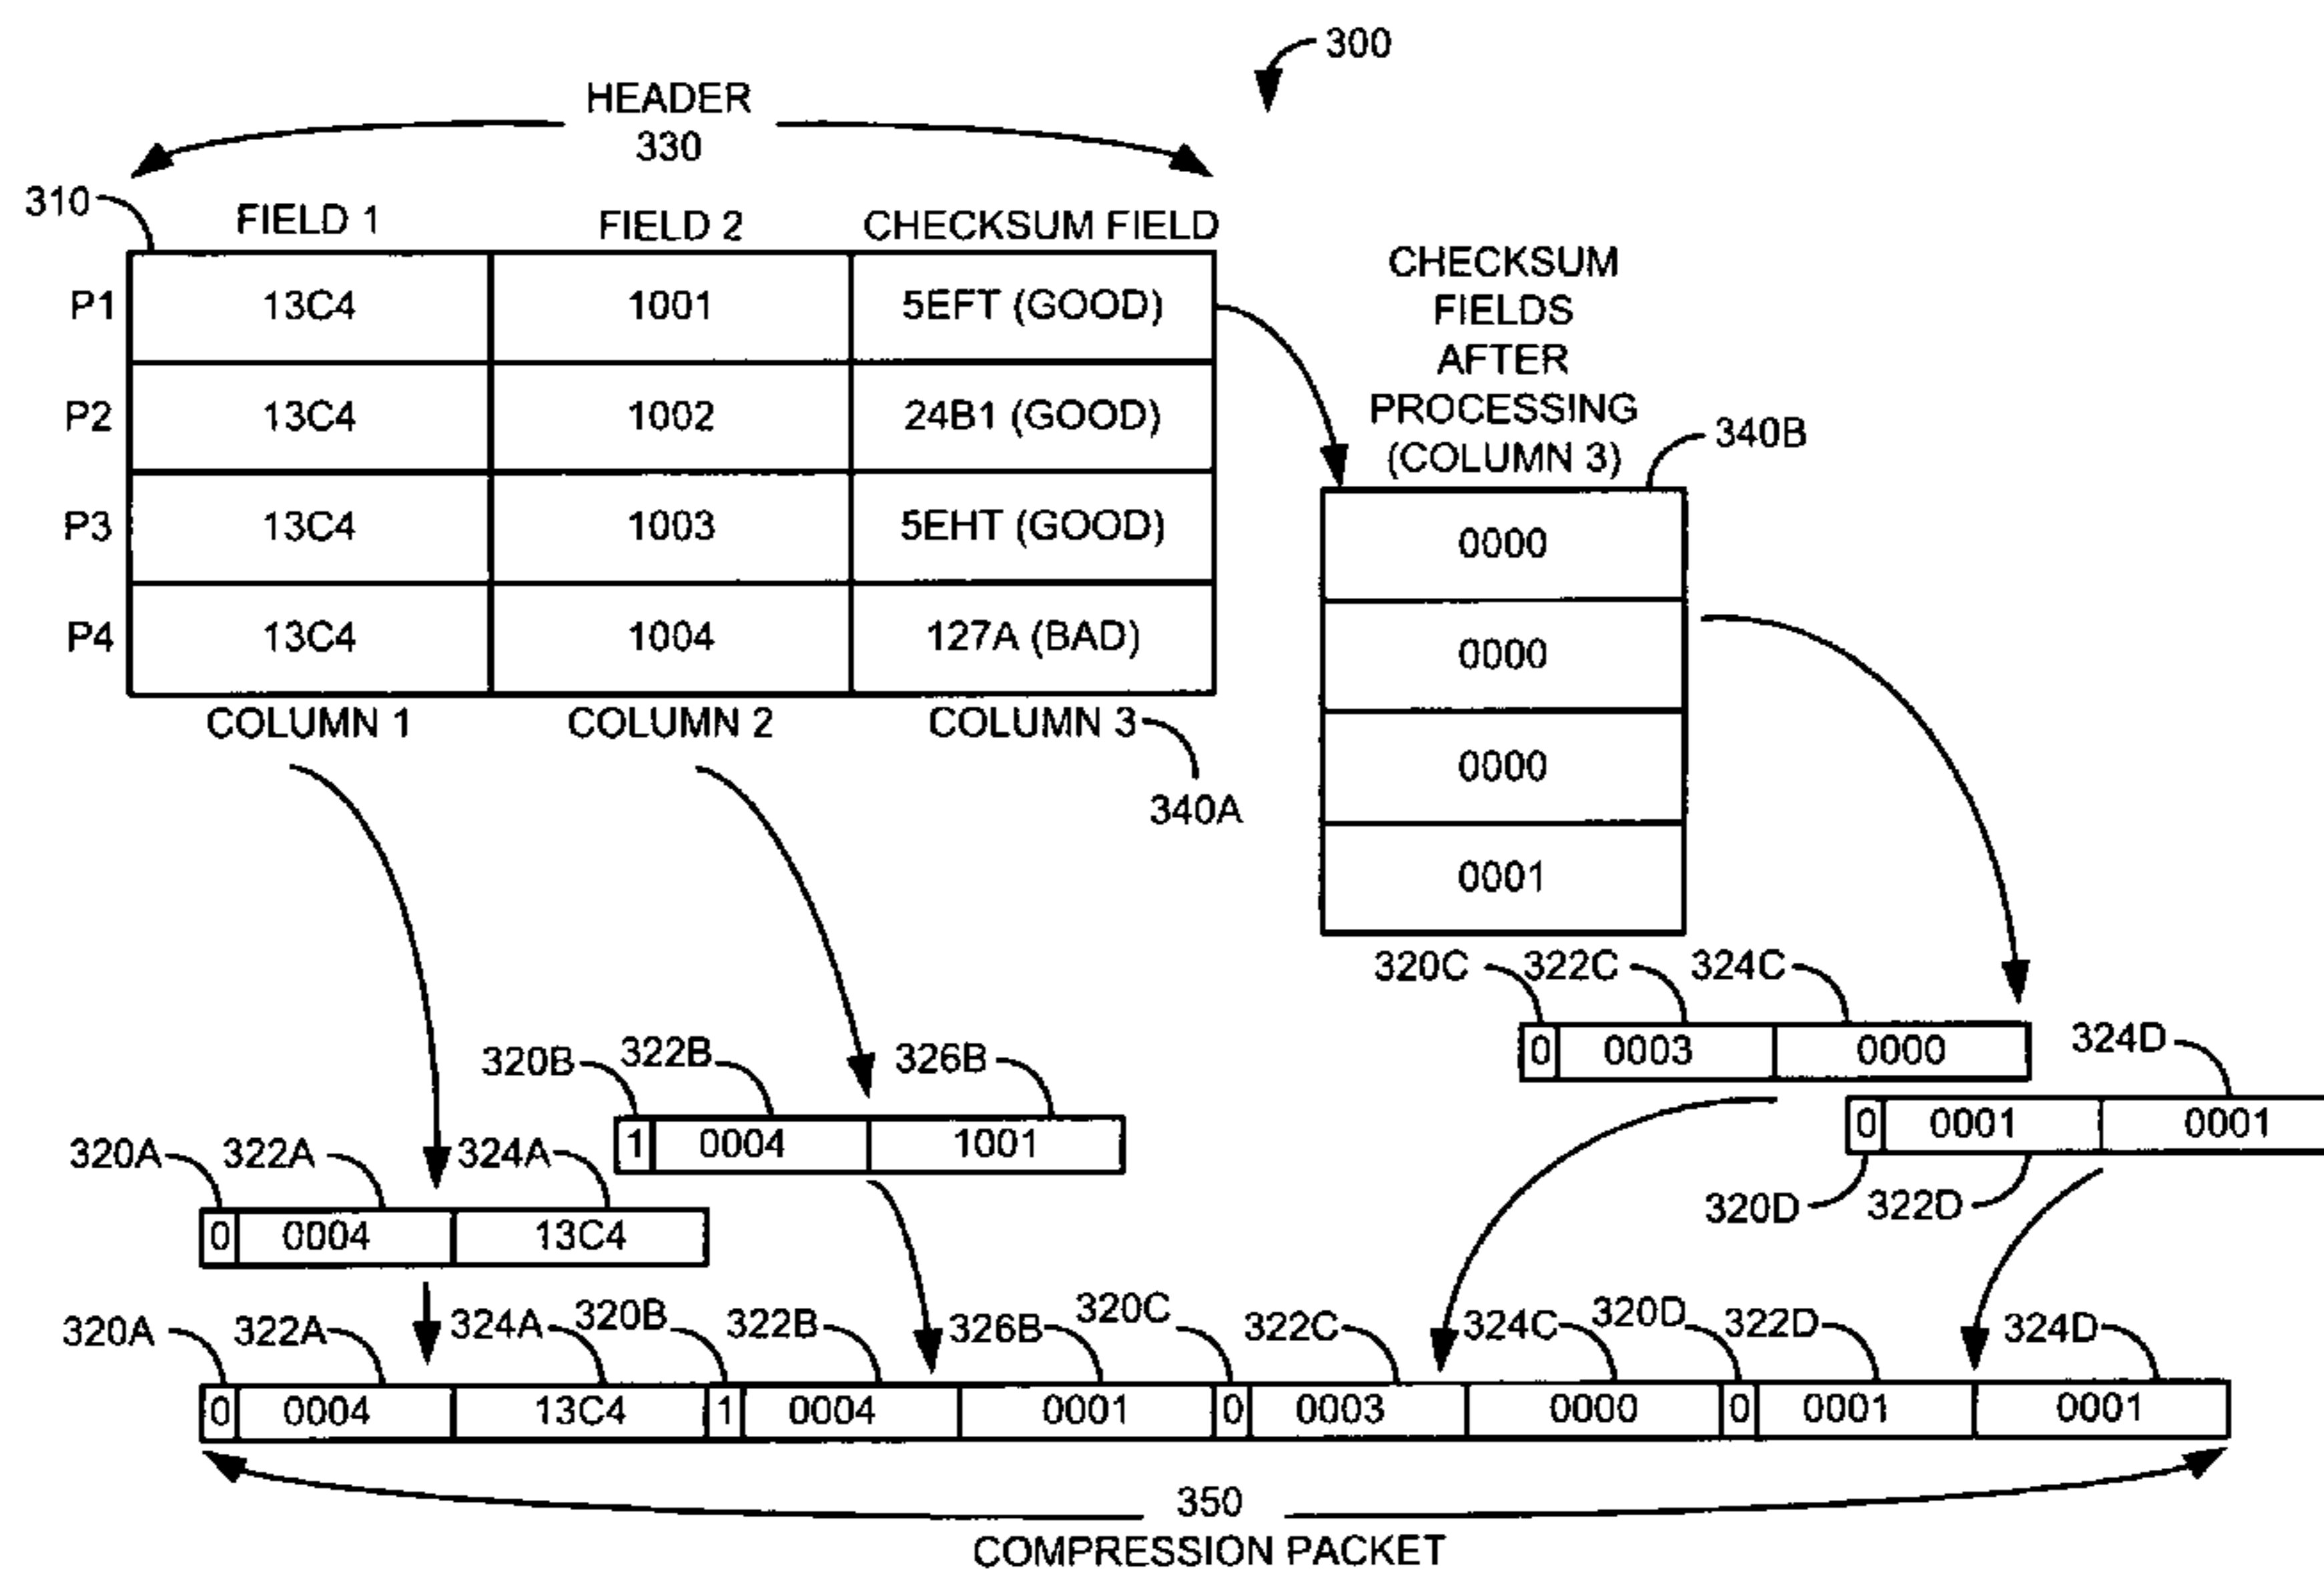 300
HEADER
330
310
FIELD 1 FIELD 2 CHECKSUM FIELD
P1 13C4 1001 5EFT (GOOD)
P2 13C4 1002 24B1 (GOOD)
P3 13C4 1003 5EHT (GOOD)
P4 13C4 1004 127A (BAD)
COLUMN 1 COLUMN 2 COLUMN 3
340A
CHECKSUM
FIELDS
AFTER
PROCESSING
(COLUMN 3)
340B
0000
0000
0000
0001
320C 322C 324C
0 0003 0000
324D
0 0001 0001
320D 322D
320B 322B 326B
1 0004 1001
320A 322A 324A
0 0004 13C4
320A 322A 324A 320B 322B 326B 320C 322C 324C 320D 322D 324D
0 0004 13C4 1 0004 0001 0 0003 0000 0 0001 0001
350
COMPRESSION PACKET